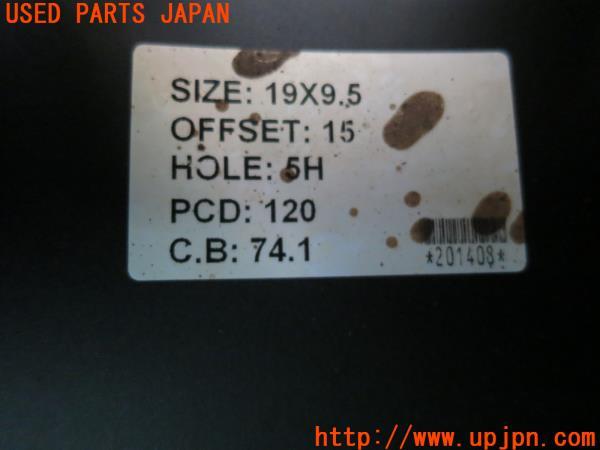 USED PARTS JAPAN
SIZE: 19X9.5
OFFSET: 15
HOLE: 5H
PCD: 120
C.B: 74.1
*201408*
http://www.upjpn.com/